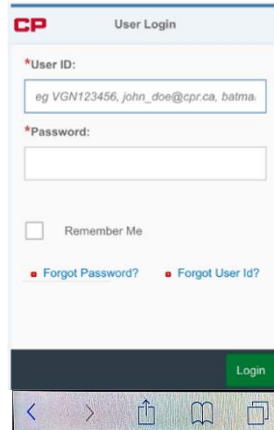 CP User Login
*User ID:
eg VGN123456, john_doe@cpr.ca, batma
*Password:
Remember Me
Forgot Password? Forgot User Id?
Login